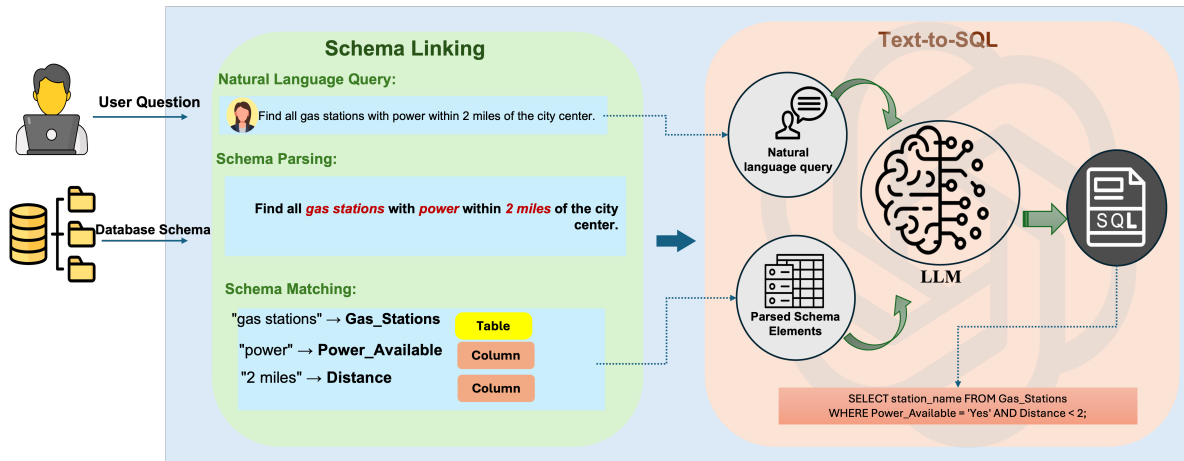 Schema Linking
Text-to-SQL
Natural Language Query:
User Question
Find all gas stations with power within 2 miles of the city center.
Natural
language query
Schema Parsing:
Find all gas stations with power within 2 miles of the city
center.
Database Schema
SQL
LLM
Schema Matching:
"gas stations" → Gas_Stations
Table
"power" → Power_Available
Column
"2 miles" → Distance
Column
Parsed Schema
Elements
SELECT station_name FROM Gas_Stations
WHERE Power_Available = 'Yes' AND Distance < 2;